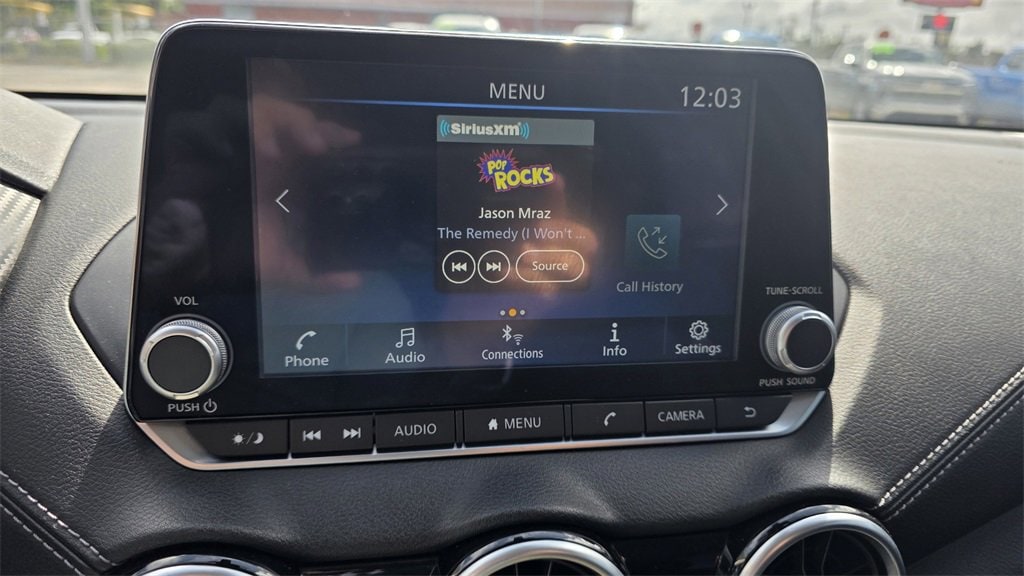 MENU
12:03
SiriusXM
POP
ROCKS
Jason Mraz
The Remedy (I Won't ...
Source
Call History
VOL
TUNE·SCROLL
Phone
Audio
Connections
Info
Settings
PUSH
PUSH SOUND
AUDIO
MENU
CAMERA